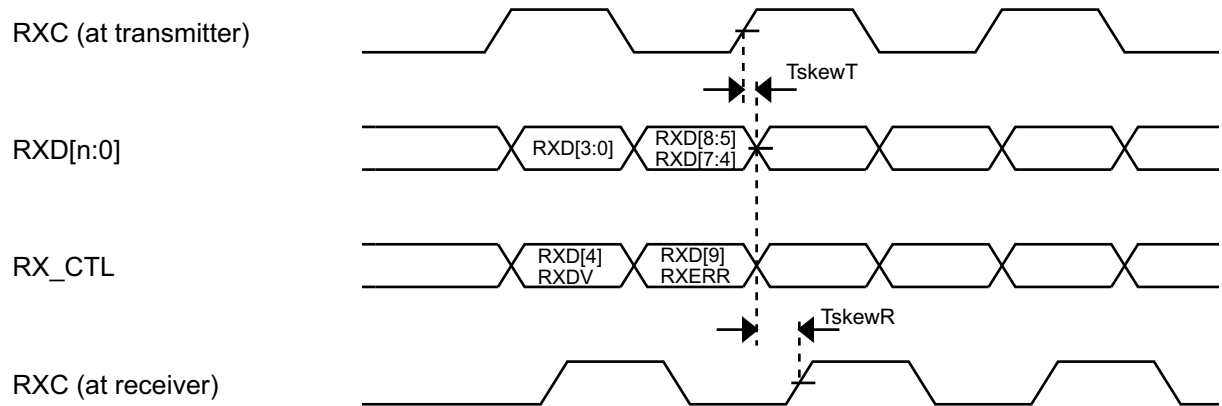 RXC (at transmitter)
TskewT
RXD[n:0]
RXD[3:0]
RXD[8:5]
RXD[7:4]
RX_CTL
RXD[4]
RXDV
RXD[9]
RXERR
TskewR
RXC (at receiver)